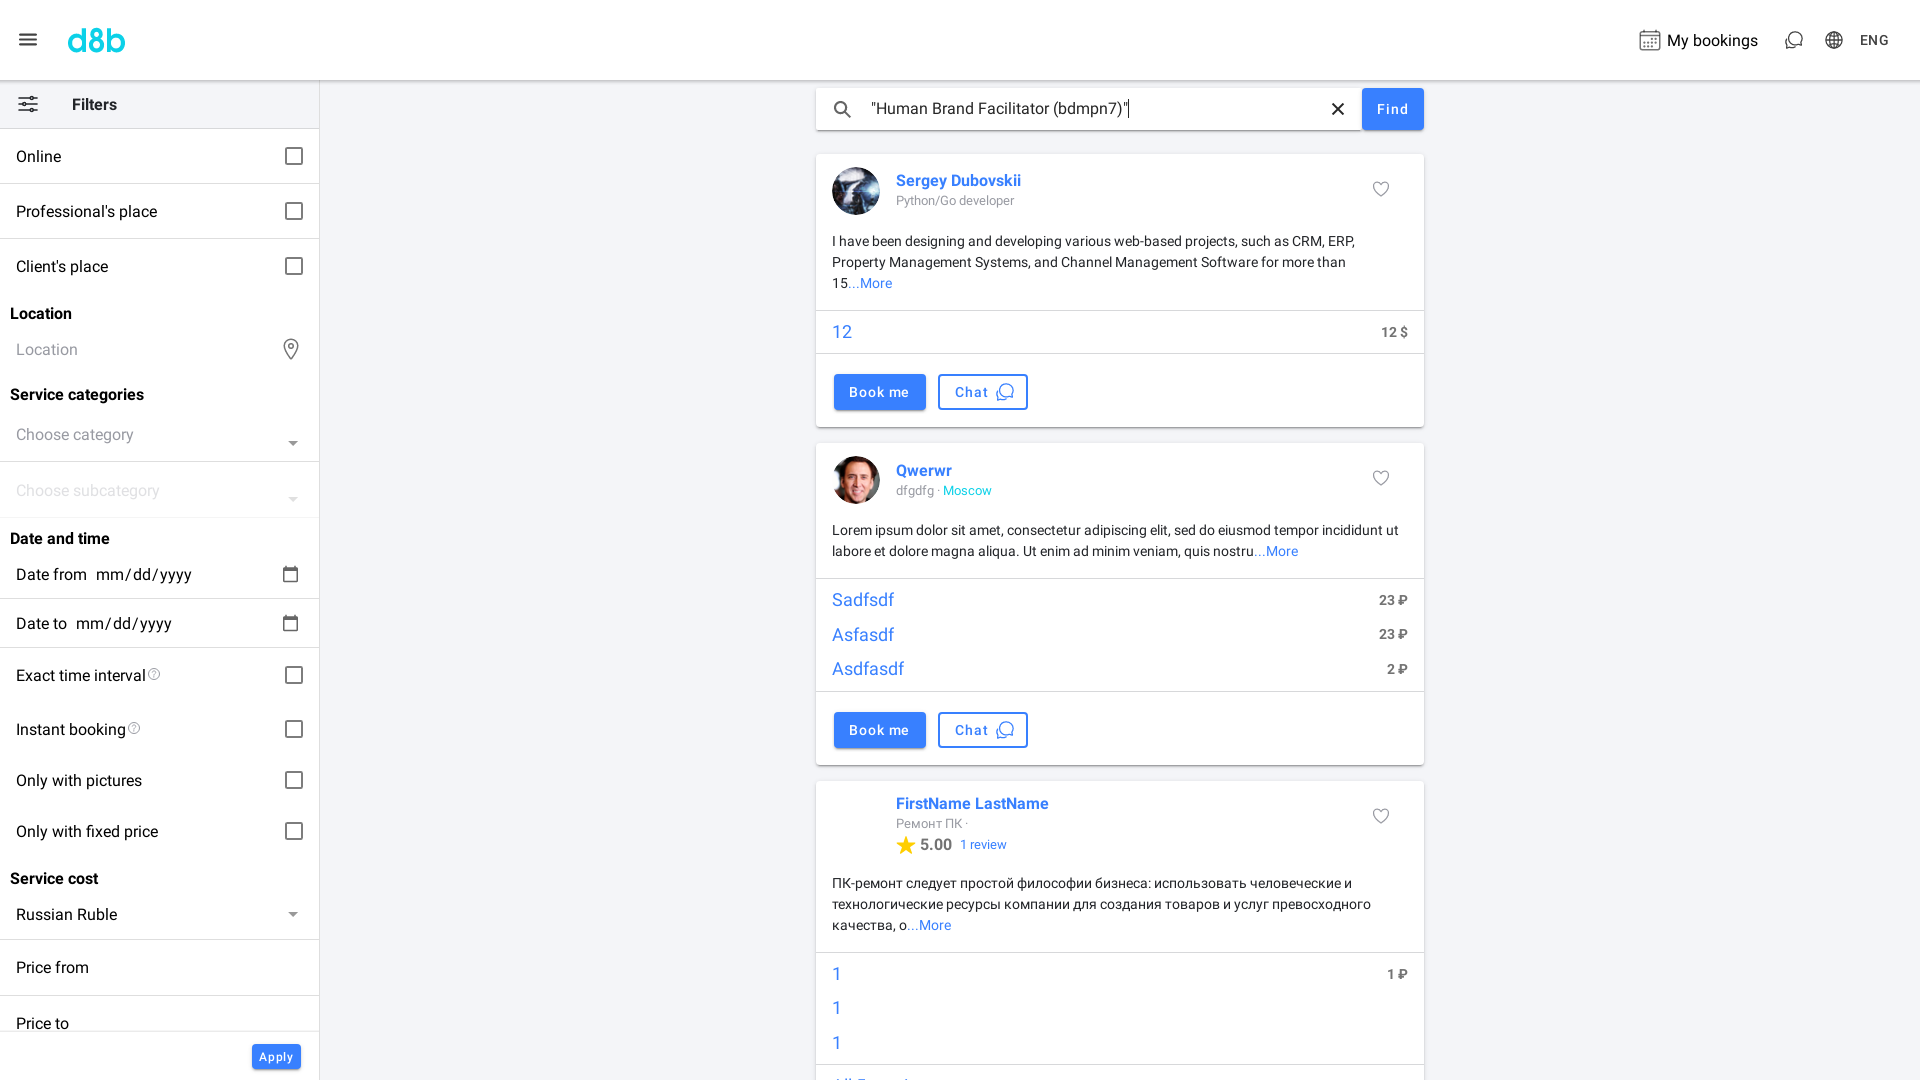 d8b
My bookings
ENG
Filters
Online
Professional's place
Client's place
Location
Location
Service categories
Choose category
Choose subcategory
Date and time
Date from mm/dd/yyyy
Date to mm/dd/yyyy
Exact time interval
Instant booking
Only with pictures
Only with fixed price
Service cost
Russian Ruble
Price from
Price to
Apply
"Human Brand Facilitator (bdmpn7)"
Find
Sergey Dubovskii
Python/Go developer
I have been designing and developing various web-based projects, such as CRM, ERP,
Property Management Systems, and Channel Management Software for more than
15...More
12 12 $
Book me Chat
Qwerwr
dfgdfg · Moscow
Lorem ipsum dolor sit amet, consectetur adipiscing elit, sed do eiusmod tempor incididunt ut
labore et dolore magna aliqua. Ut enim ad minim veniam, quis nostru...More
Sadfsdf 23 ₽
Asfasdf 23 ₽
Asdfasdf 2 ₽
Book me Chat
FirstName LastName
Ремонт ПК ·
5.00 1 review
ПК-ремонт следует простой философии бизнеса: использовать человеческие и
технологические ресурсы компании для создания товаров и услуг превосходного
качества, о...More
1 1 ₽
1
1